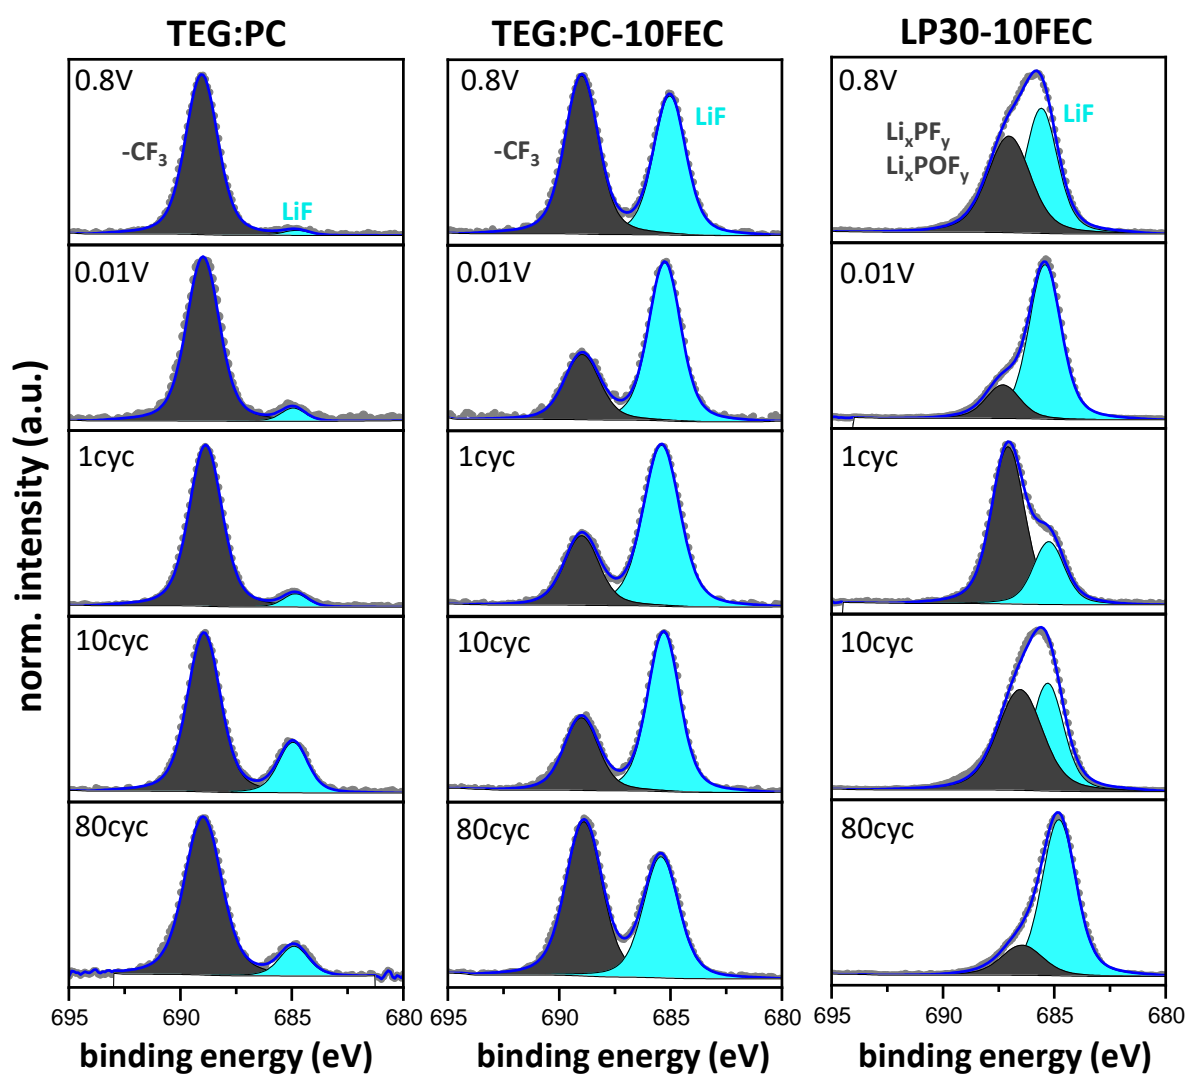 TEG:PC
TEG:PC-10FEC
LP30-10FEC
norm. intensity (a.u.)
0.8V
-CF3
LiF
0.01V
1cyc
10cyc
80cyc
695 690 685 680
binding energy (eV)
0.8V
-CF3
LiF
0.01V
1cyc
10cyc
80cyc
695 690 685 680
binding energy (eV)
0.8V
LixPFy
LixPOFy
LiF
0.01V
1cyc
10cyc
80cyc
695 690 685 680
binding energy (eV)